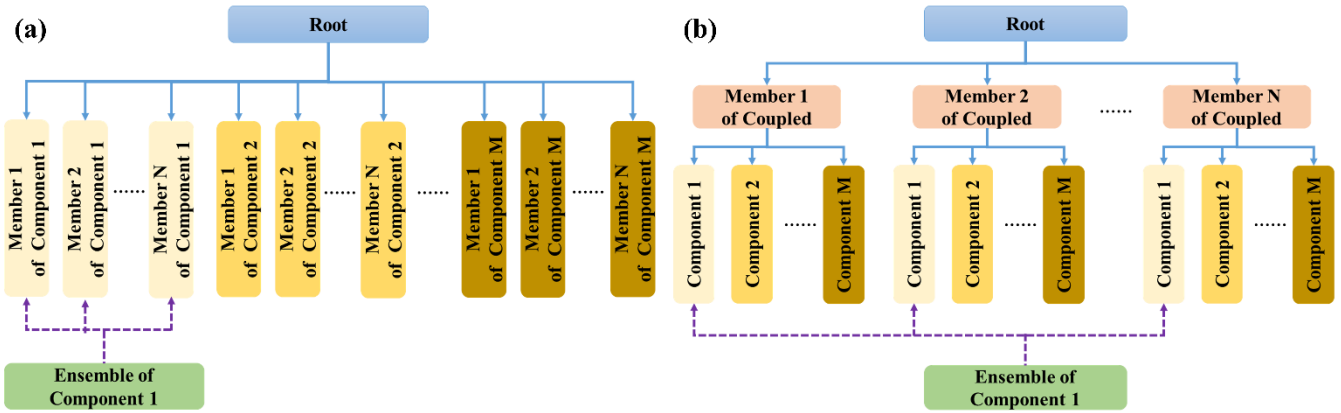 (a)
Root
Member 1
of Component 1
Member 2
of Component 1
......
Member N
of Component 1
Member 1
of Component 2
Member 2
of Component 2
......
Member N
of Component 2
......
Member 1
of Component M
Member 2
of Component M
......
Member N
of Component M
Ensemble of
Component 1
(b)
Root
Member 1
of Coupled
Member 2
of Coupled
......
Member N
of Coupled
Component 1
Component 2
......
Component M
Component 1
Component 2
......
Component M
Component 1
Component 2
......
Component M
Ensemble of
Component 1